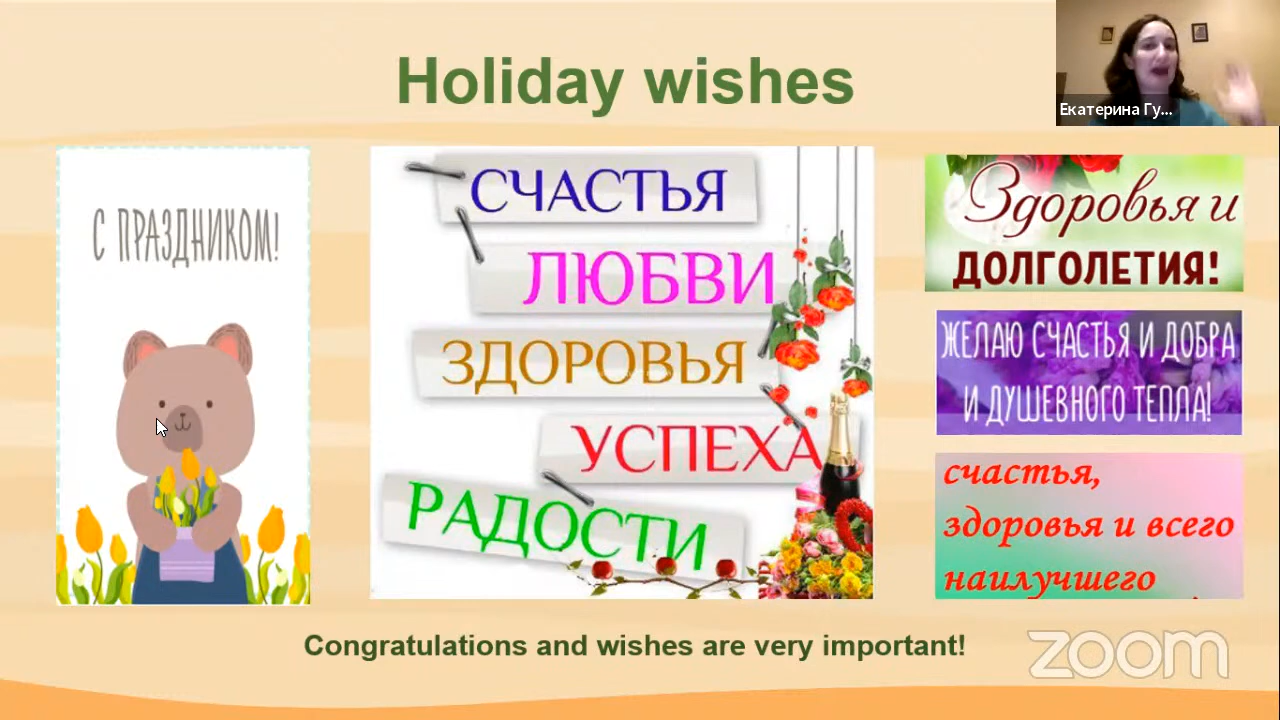 Holiday wishes
Екатерина Гу...
С ПРАЗДНИКОМ!
СЧАСТЬЯ
ЛЮБВИ
ЗДОРОВЬЯ
УСПЕХА
РАДОСТИ
Здоровья и
ДОЛГОЛЕТИЯ!
ЖЕЛАЮ СЧАСТЬЯ И ДОБРА
И ДУШЕВНОГО ТЕПЛА!
счастья,
здоровья и всего
наилучшего
Congratulations and wishes are very important!
zoom